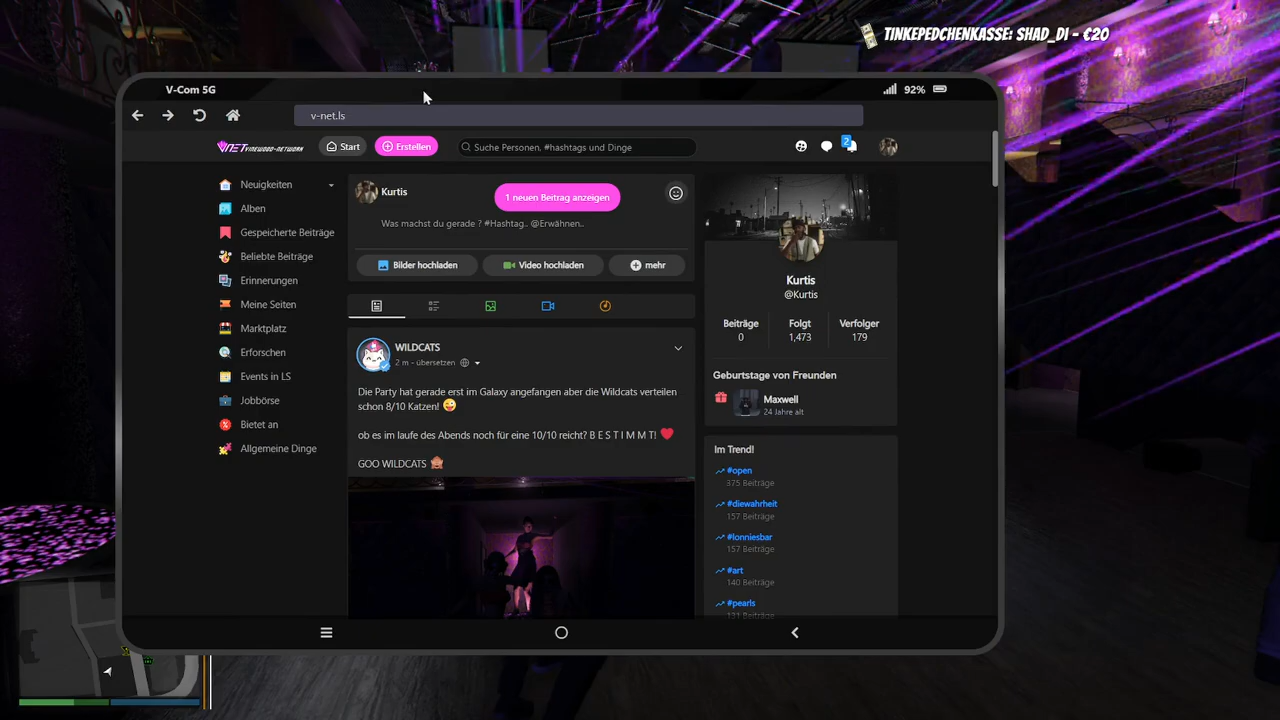 TINKEPEDCHENKASSE: SHAD_DI - €20
V-Com 5G
92%
v-net.ls
VNET VINEWOOD-NETWORK
Start
Erstellen
Suche Personen, #hashtags und Dinge
2
Neuigkeiten
Alben
Gespeicherte Beiträge
Beliebte Beiträge
Erinnerungen
Meine Seiten
Marktplatz
Erforschen
Events in LS
Jobbörse
Bietet an
Allgemeine Dinge
Kurtis
1 neuen Beitrag anzeigen
Was machst du gerade ? #Hashtag.. @Erwähnen..
Bilder hochladen
Video hochladen
mehr
WILDCATS
2 m - übersetzen
Die Party hat gerade erst im Galaxy angefangen aber die Wildcats verteilen
schon 8/10 Katzen! 😜
ob es im laufe des Abends noch für eine 10/10 reicht? B E S T I M M T! ❤️
GOO WILDCATS 🙈
Kurtis
@Kurtis
Beiträge
0
Folgt
1,473
Verfolger
179
Geburtstage von Freunden
Maxwell
24 Jahre alt
Im Trend!
#open
375 Beiträge
#diewahrheit
157 Beiträge
#lonniesbar
157 Beiträge
#art
140 Beiträge
#pearls
131 Beiträge